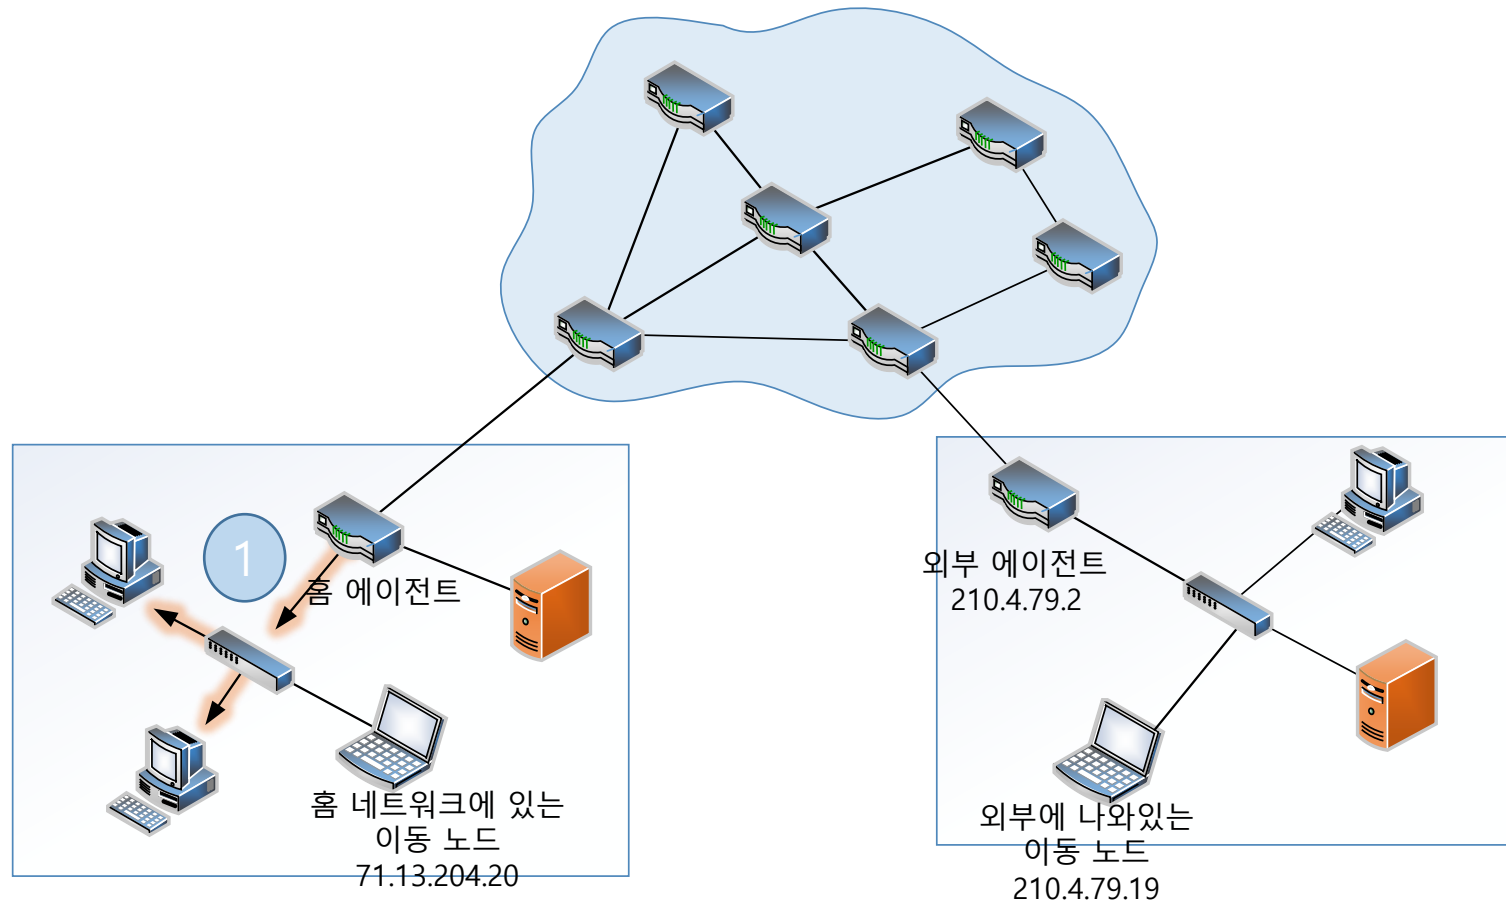 1
홈 에이전트
홈 네트워크에 있는
이동 노드
71.13.204.20
외부 에이전트
210.4.79.2
외부에 나와있는
이동 노드
210.4.79.19